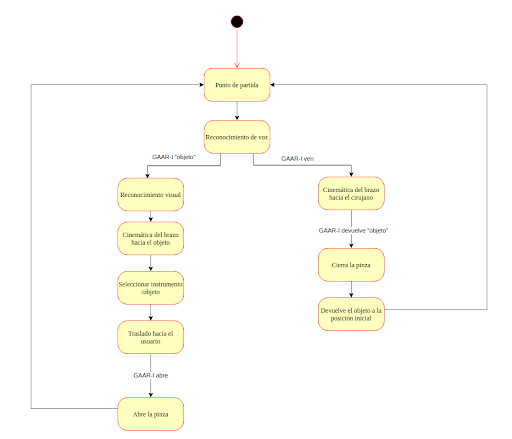 Punto de partida
Reconocimiento de voz
GAAR-I "objeto"
GAAR-I ven
Reconocimiento visual
Cinemática del brazo
hacia el objeto
Seleccionar instrumento
/objeto
Traslado hacia el
usuario
GAAR-I abre
Abre la pinza
Cinemática del brazo
hacia el cirujano
GAAR-I devuelve "objeto"
Cierra la pinza
Devuelve el objeto a la
posición inicial